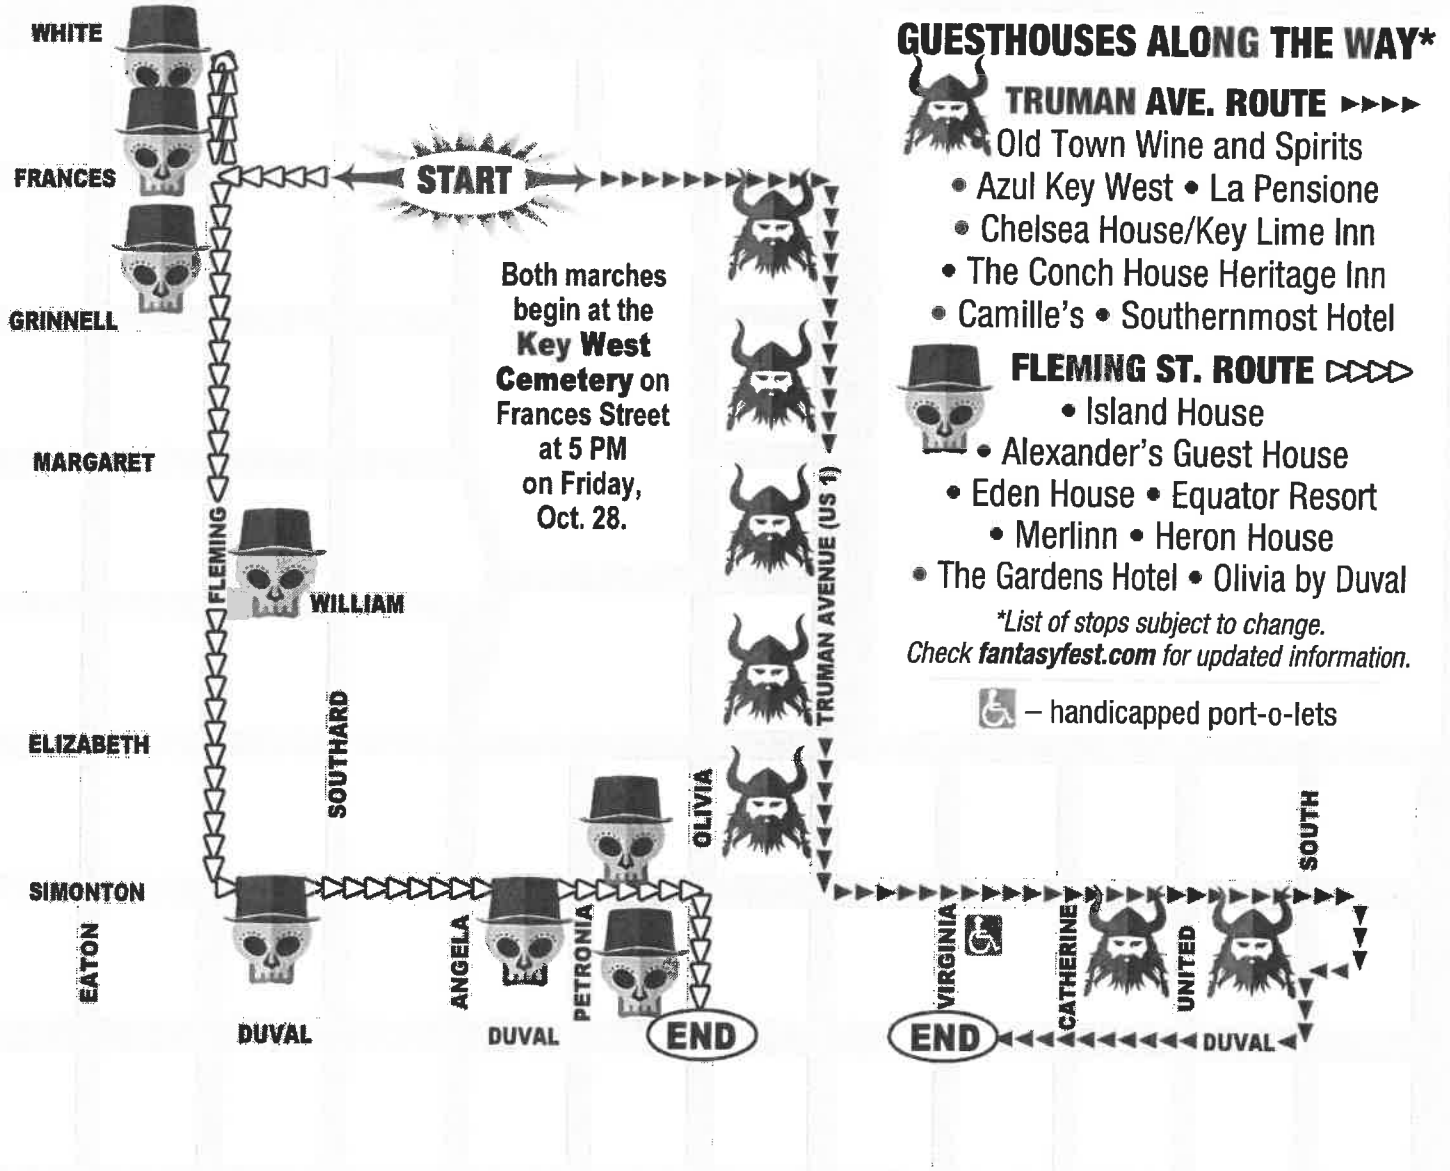 WHITE
FRANCES
GRINNELL
MARGARET
FLEMING
WILLIAM
SOUTHARD
ELIZABETH
SIMONTON
EATON
DUVAL
ANGELA
DUVAL
PETRONIA
OLIVIA
END
START
Both marches
begin at the
Key West
Cemetery on
Frances Street
at 5 PM
on Friday,
Oct. 28.
TRUMAN AVENUE (US 1)
GUESTHOUSES ALONG THE WAY*
TRUMAN AVE. ROUTE
Old Town Wine and Spirits
• Azul Key West • La Pensione
• Chelsea House/Key Lime Inn
• The Conch House Heritage Inn
• Camille's • Southernmost Hotel
FLEMING ST. ROUTE
• Island House
• Alexander's Guest House
• Eden House • Equator Resort
• Merlinn • Heron House
• The Gardens Hotel • Olivia by Duval
*List of stops subject to change.
Check fantasyfest.com for updated information.
– handicapped port-o-lets
SOUTH
VIRGINIA
CATHERINE
UNITED
END
DUVAL